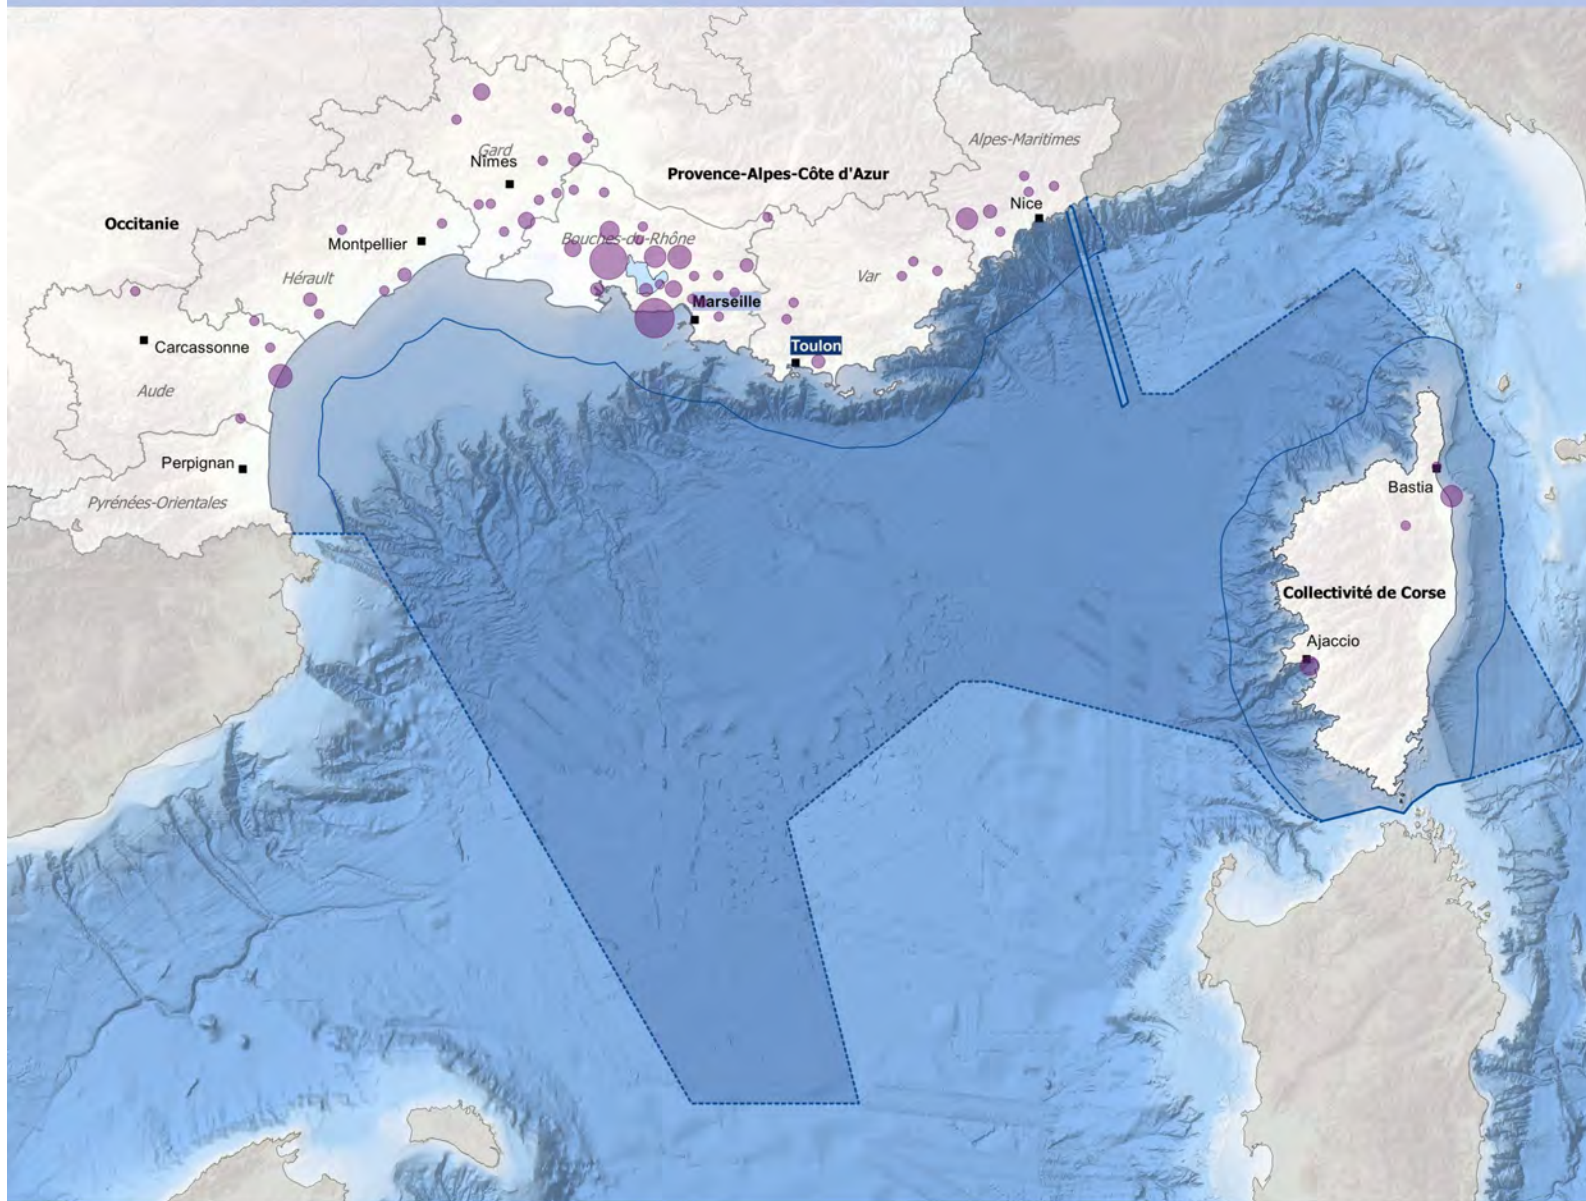 Alpes-Maritimes
Gard
Nîmes
Provence-Alpes-Côte d'Azur
Occitanie
Nice
Montpellier
Bouches-du-Rhône
Hérault
Var
Marseille
Carcassonne
Toulon
Aude
Perpignan
Bastia
Pyrénées-Orientales
Collectivité de Corse
Ajaccio